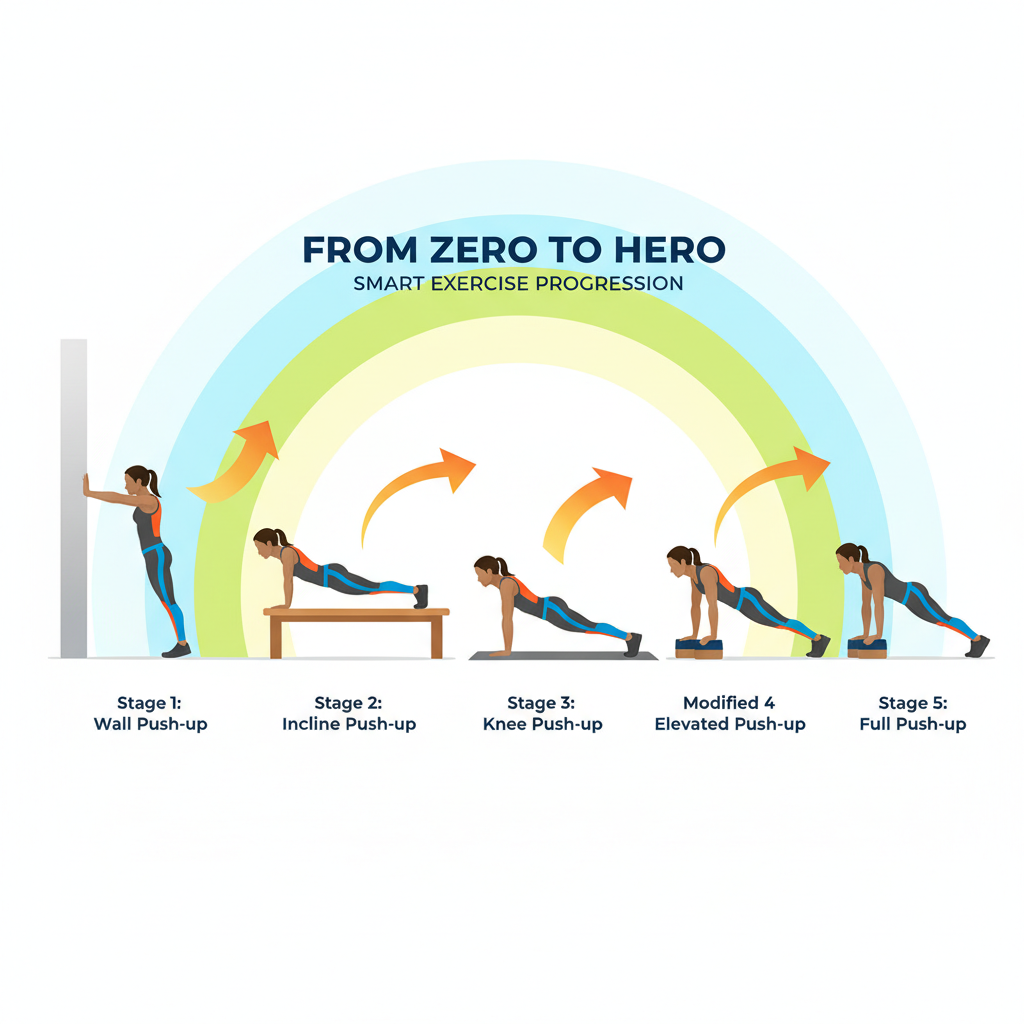 FROM ZERO TO HERO
SMART EXERCISE PROGRESSION
Stage 1:
Wall Push-up
Stage 2:
Incline Push-up
Stage 3:
Knee Push-up
Modified 4
Elevated Push-up
Stage 5:
Full Push-up